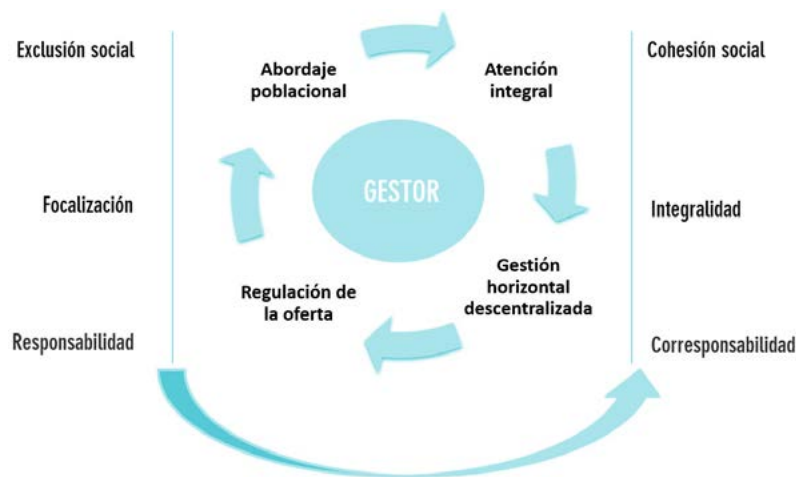 Exclusión social
Abordaje
poblacional
Atención
integral
Cohesión social
Focalización
GESTOR
Integralidad
Regulación de
la oferta
Gestión
horizontal
descentralizada
Responsabilidad
Corresponsabilidad